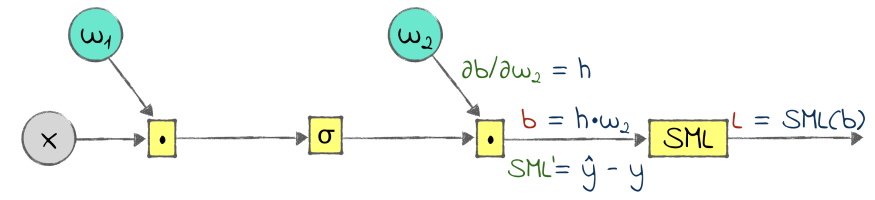 ω₁
ω₂
∂b/∂ω₂ = h
x
•
σ
•
b = h•ω₂
SML' = ŷ - y
SML
L = SML(b)